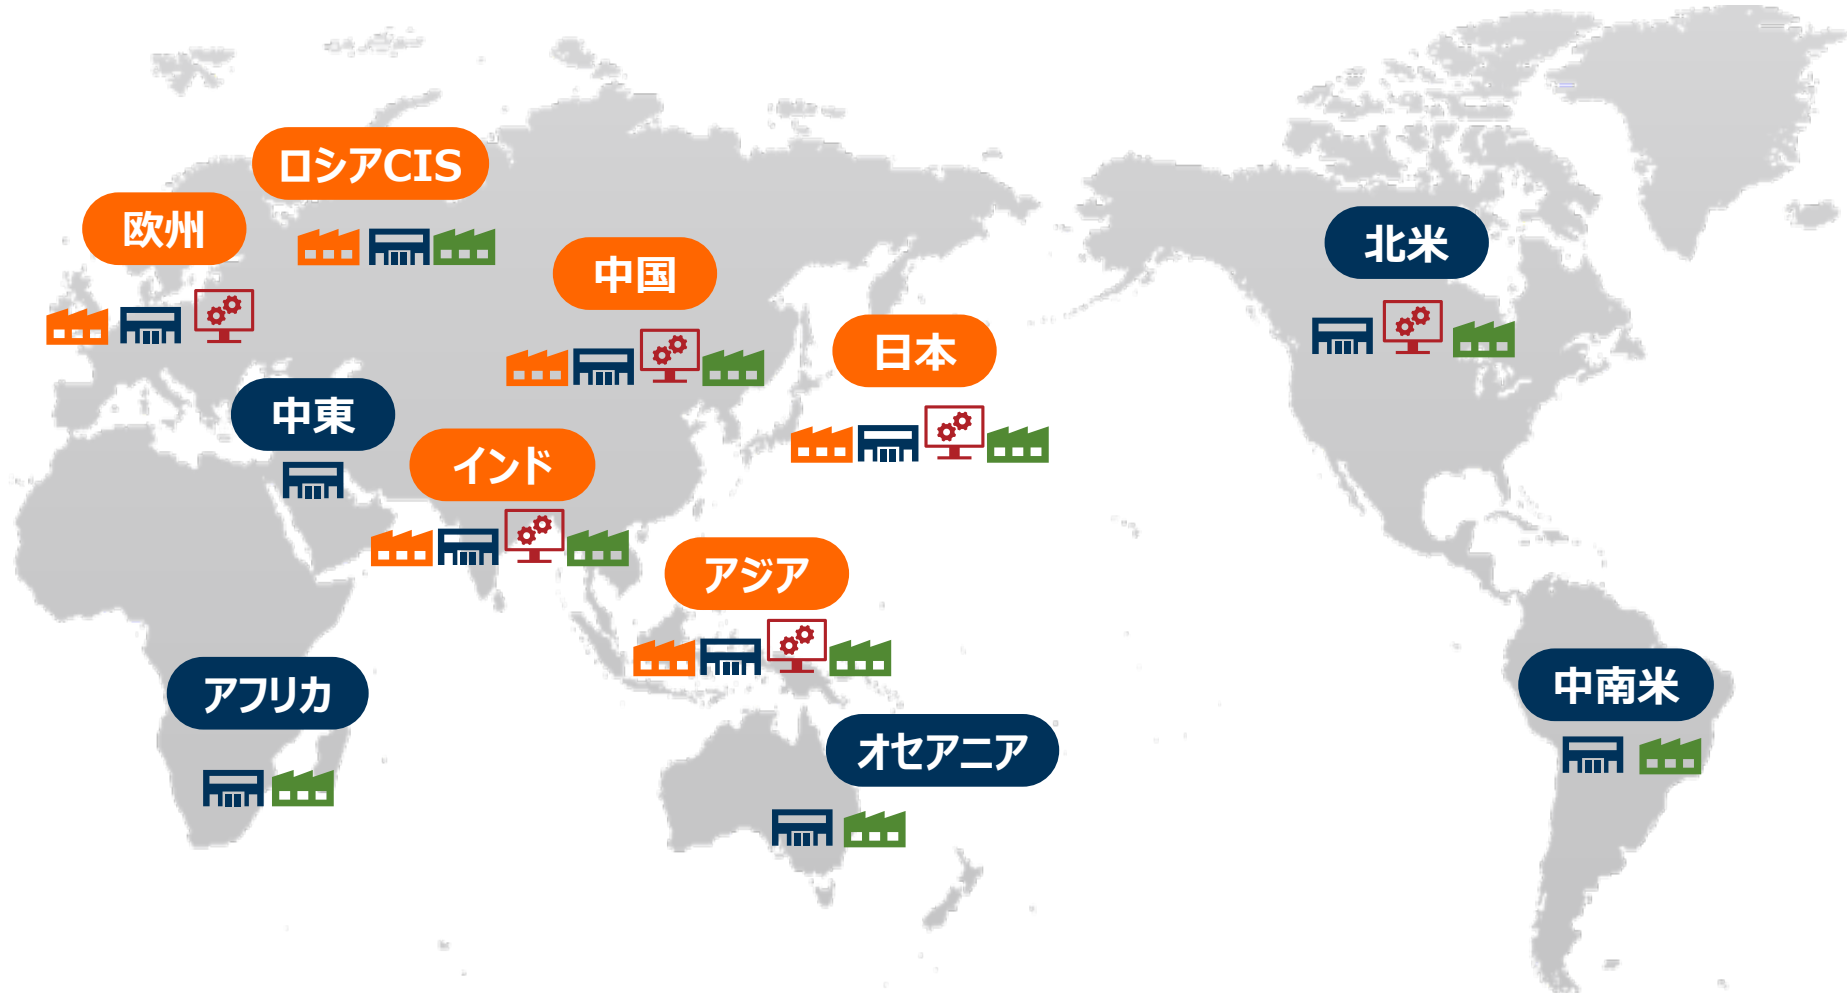 ロシアCIS
欧州
北米
中国
日本
中東
インド
アジア
アフリカ
中南米
オセアニア